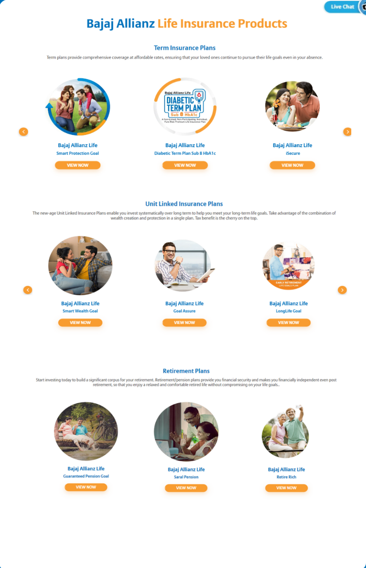 Live Chat
Bajaj Allianz Life Insurance Products
Term Insurance Plans
Term plans provide comprehensive coverage at affordable rates, ensuring that your loved ones continue to pursue their life goals even in your absence.
Bajaj Allianz Life
DIABETIC
TERM PLAN
Sub 8 HbA1c
Bajaj Allianz Life
Smart Protection Goal
VIEW NOW
Bajaj Allianz Life
Diabetic Term Plan Sub 8 HbA1c
VIEW NOW
Bajaj Allianz Life
iSecure
VIEW NOW
Unit Linked Insurance Plans
The new-age Unit Linked Insurance Plans enable you invest systematically over long term to help you meet your long-term life goals. Take advantage of the combination of
wealth creation and protection in a single plan. Tax benefit is the cherry on the top.
Bajaj Allianz Life
Smart Wealth Goal
VIEW NOW
Bajaj Allianz Life
Goal Assure
VIEW NOW
Bajaj Allianz Life
LongLife Goal
VIEW NOW
Retirement Plans
Start investing today to build a significant corpus for your retirement. Retirement/pension plans provide you financial security and makes you financially independent even post
retirement, so that you enjoy a relaxed and comfortable retired life without compromising on your life goals..
Bajaj Allianz Life
Guaranteed Pension Goal
VIEW NOW
Bajaj Allianz Life
Saral Pension
VIEW NOW
Bajaj Allianz Life
Retire Rich
VIEW NOW